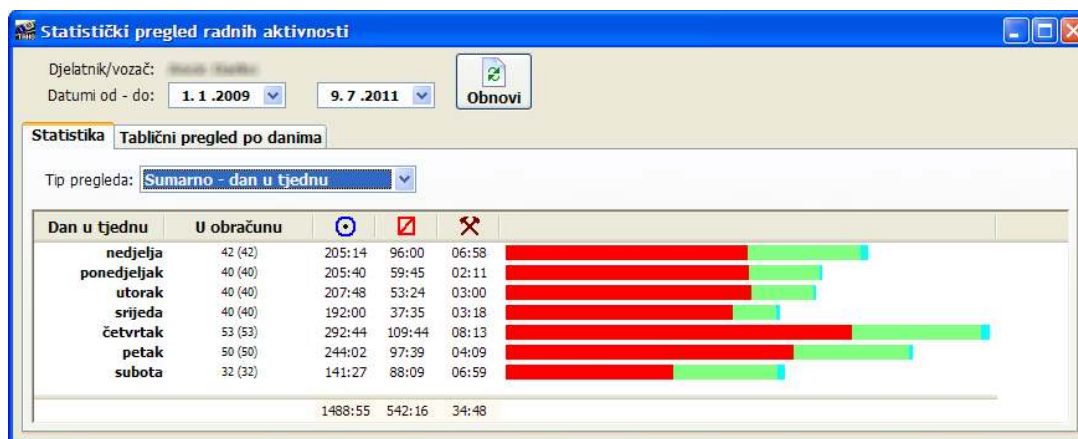 Statistički pregled radnih aktivnosti
Djelatnik/vozač:
Datumi od - do: 1. 1 .2009 9. 7 .2011 Obnovi
Statistika Tablični pregled po danima
Tip pregleda: Sumarno - dan u tjednu
Dan u tjednu U obračunu
nedjelja 42 (42) 205:14 96:00 06:58
ponedjeljak 40 (40) 205:40 59:45 02:11
utorak 40 (40) 207:48 53:24 03:00
srijeda 40 (40) 192:00 37:35 03:18
četvrtak 53 (53) 292:44 109:44 08:13
petak 50 (50) 244:02 97:39 04:09
subota 32 (32) 141:27 88:09 06:59
1488:55 542:16 34:48